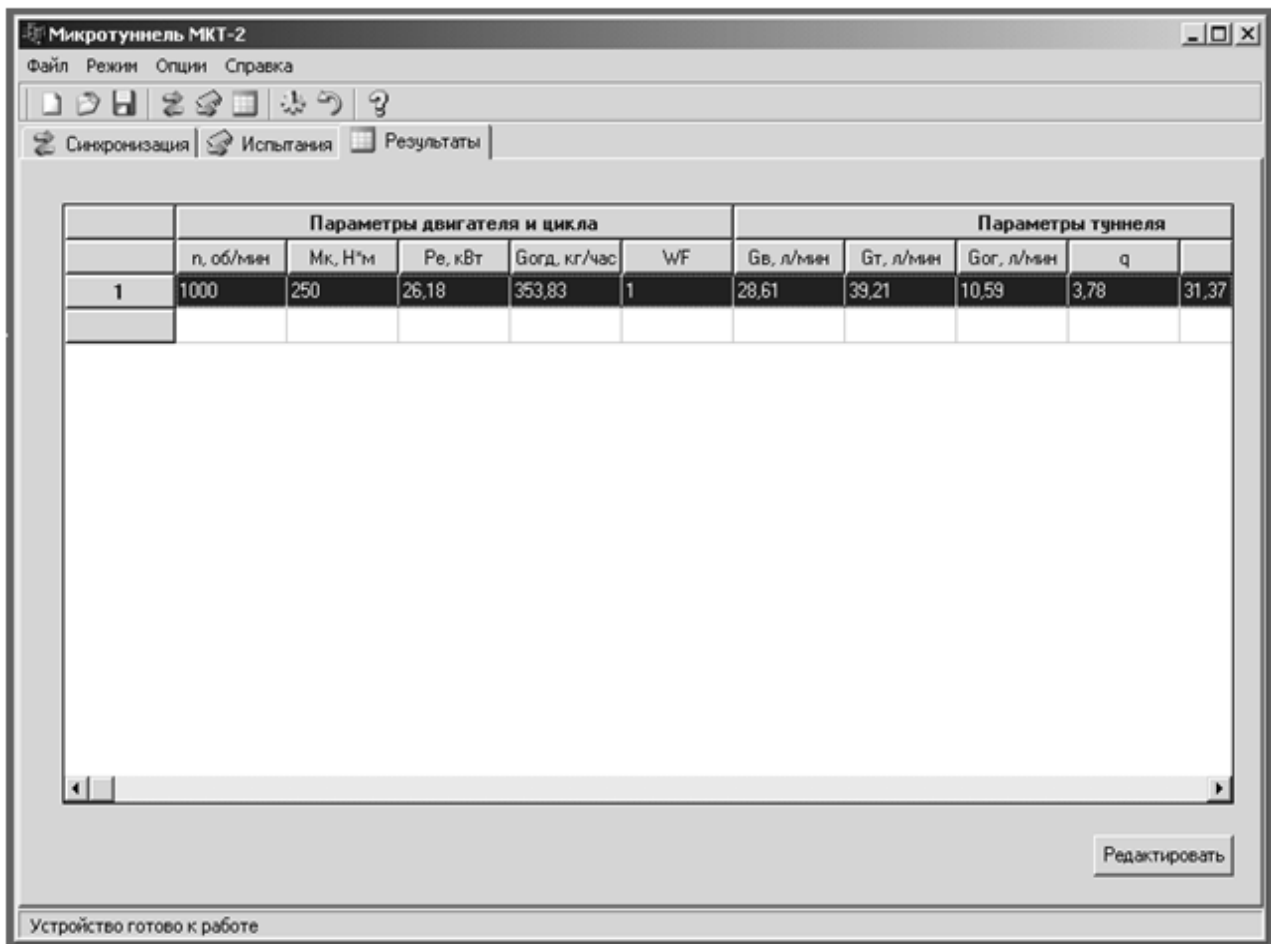 Микротуннель МКТ-2
Файл Режим Опции Справка
Синхронизация Испытания Результаты
Параметры двигателя и цикла Параметры туннеля
n, об/мин Мк, Н*м Ре, кВт Gогд, кг/час WF Gв, л/мин Gт, л/мин Gог, л/мин q
1 1000 250 26,18 353,83 1 28,61 39,21 10,59 3,78 31,37
Редактировать
Устройство готово к работе